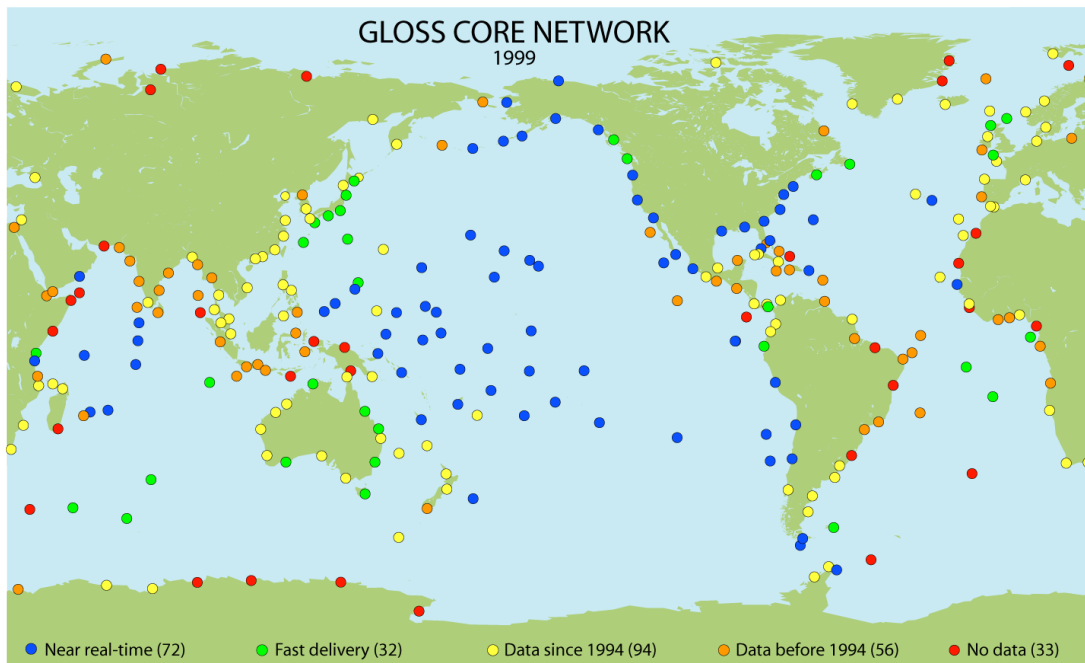 GLOSS CORE NETWORK
1999
Near real-time (72) Fast delivery (32) Data since 1994 (94) Data before 1994 (56) No data (33)